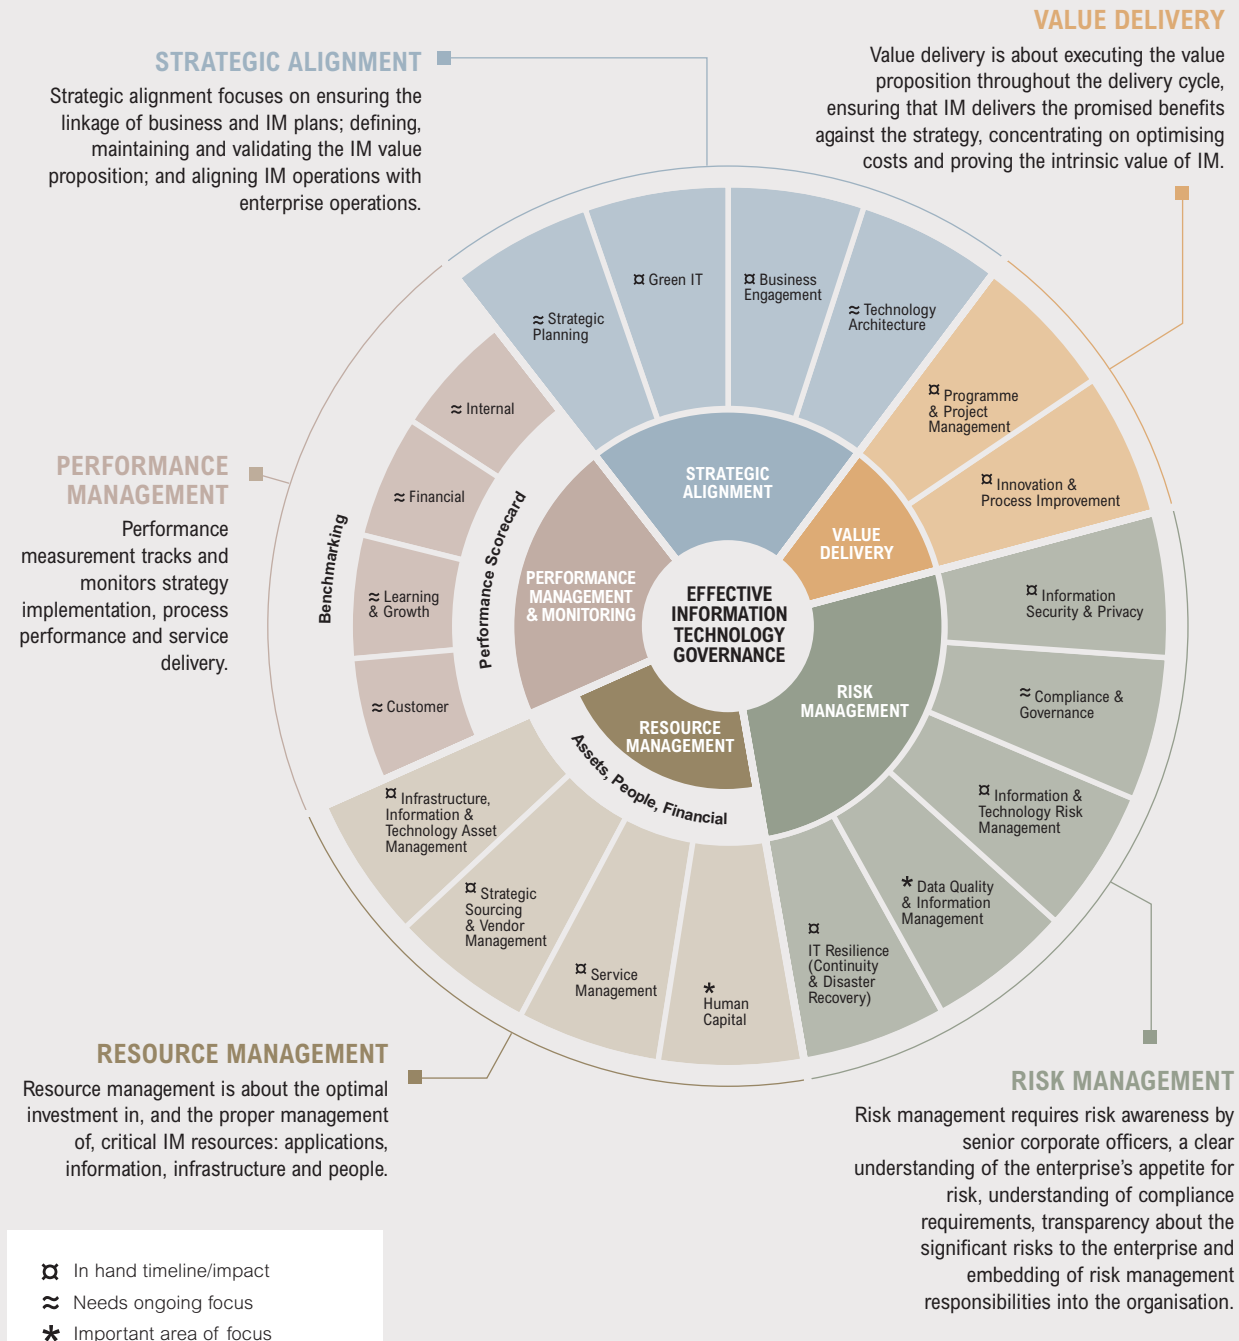 VALUE DELIVERY
Value delivery is about executing the value
proposition throughout the delivery cycle,
ensuring that IM delivers the promised benefits
against the strategy, concentrating on optimising
costs and proving the intrinsic value of IM.
STRATEGIC ALIGNMENT
Strategic alignment focuses on ensuring the
linkage of business and IM plans; defining,
maintaining and validating the IM value
proposition; and aligning IM operations with
enterprise operations.
≈ Strategic
Planning
¤ Green IT
¤ Business
Engagement
≈ Technology
Architecture
¤ Programme
& Project
Management
¤ Innovation &
Process Improvement
≈ Internal
≈ Financial
≈ Learning
& Growth
≈ Customer
Benchmarking
Performance Scorecard
STRATEGIC
ALIGNMENT
VALUE
DELIVERY
PERFORMANCE
MANAGEMENT
& MONITORING
EFFECTIVE
INFORMATION
TECHNOLOGY
GOVERNANCE
RISK
MANAGEMENT
RESOURCE
MANAGEMENT
Assets, People, Financial
PERFORMANCE
MANAGEMENT
Performance
measurement tracks and
monitors strategy
implementation, process
performance and service
delivery.
¤ Information
Security & Privacy
≈ Compliance &
Governance
¤ Information &
Technology Risk
Management
* Data Quality
& Information
Management
¤
IT Resilience
(Continuity
& Disaster
Recovery)
¤ Infrastructure,
Information &
Technology Asset
Management
¤ Strategic
Sourcing
& Vendor
Management
¤ Service
Management
*
Human
Capital
RESOURCE MANAGEMENT
Resource management is about the optimal
investment in, and the proper management
of, critical IM resources: applications,
information, infrastructure and people.
RISK MANAGEMENT
Risk management requires risk awareness by
senior corporate officers, a clear
understanding of the enterprise’s appetite for
risk, understanding of compliance
requirements, transparency about the
significant risks to the enterprise and
embedding of risk management
responsibilities into the organisation.
¤ In hand timeline/impact
≈ Needs ongoing focus
* Important area of focus